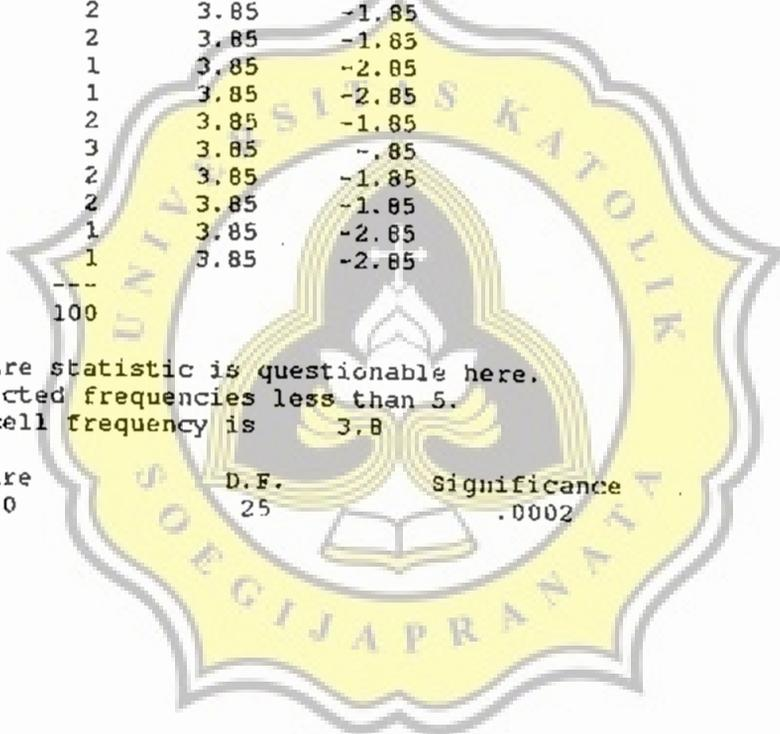 2 3.85 -1.85
2 3.85 -1.85
1 3.85 -2.85
1 3.85 -2.85
2 3.85 -1.85
3 3.85 -.85
2 3.85 -1.85
2 3.85 -1.85
1 3.85 -2.85
1 3.85 -2.85
---
100
re statistic is questionable here.
cted frequencies less than 5.
cell frequency is 3.8
re D.F. Significance
0 25 .0002
UNIVERSITAS KATOLIK
SOEGIJAPRANATA